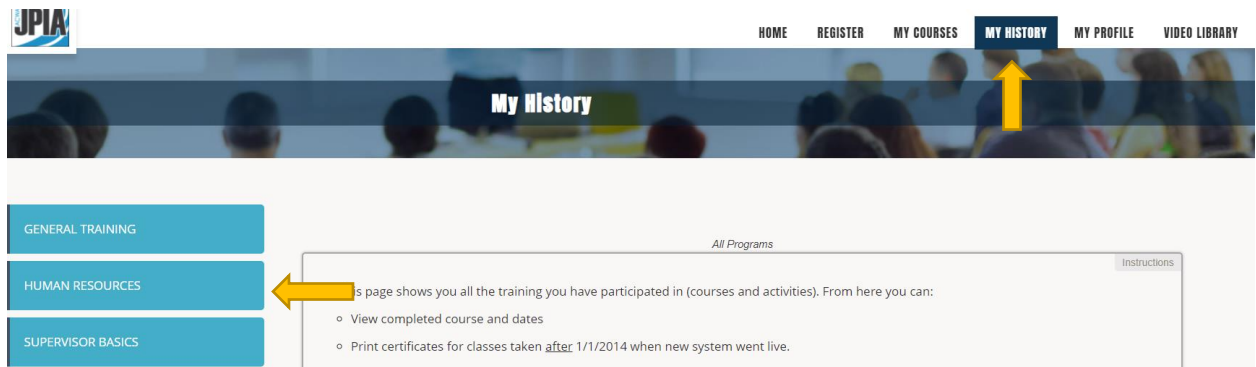 JPIA
HOME REGISTER MY COURSES MY HISTORY MY PROFILE VIDEO LIBRARY
My History
GENERAL TRAINING
HUMAN RESOURCES
SUPERVISOR BASICS
All Programs
Instructions
is page shows you all the training you have participated in (courses and activities). From here you can:
View completed course and dates
Print certificates for classes taken after 1/1/2014 when new system went live.